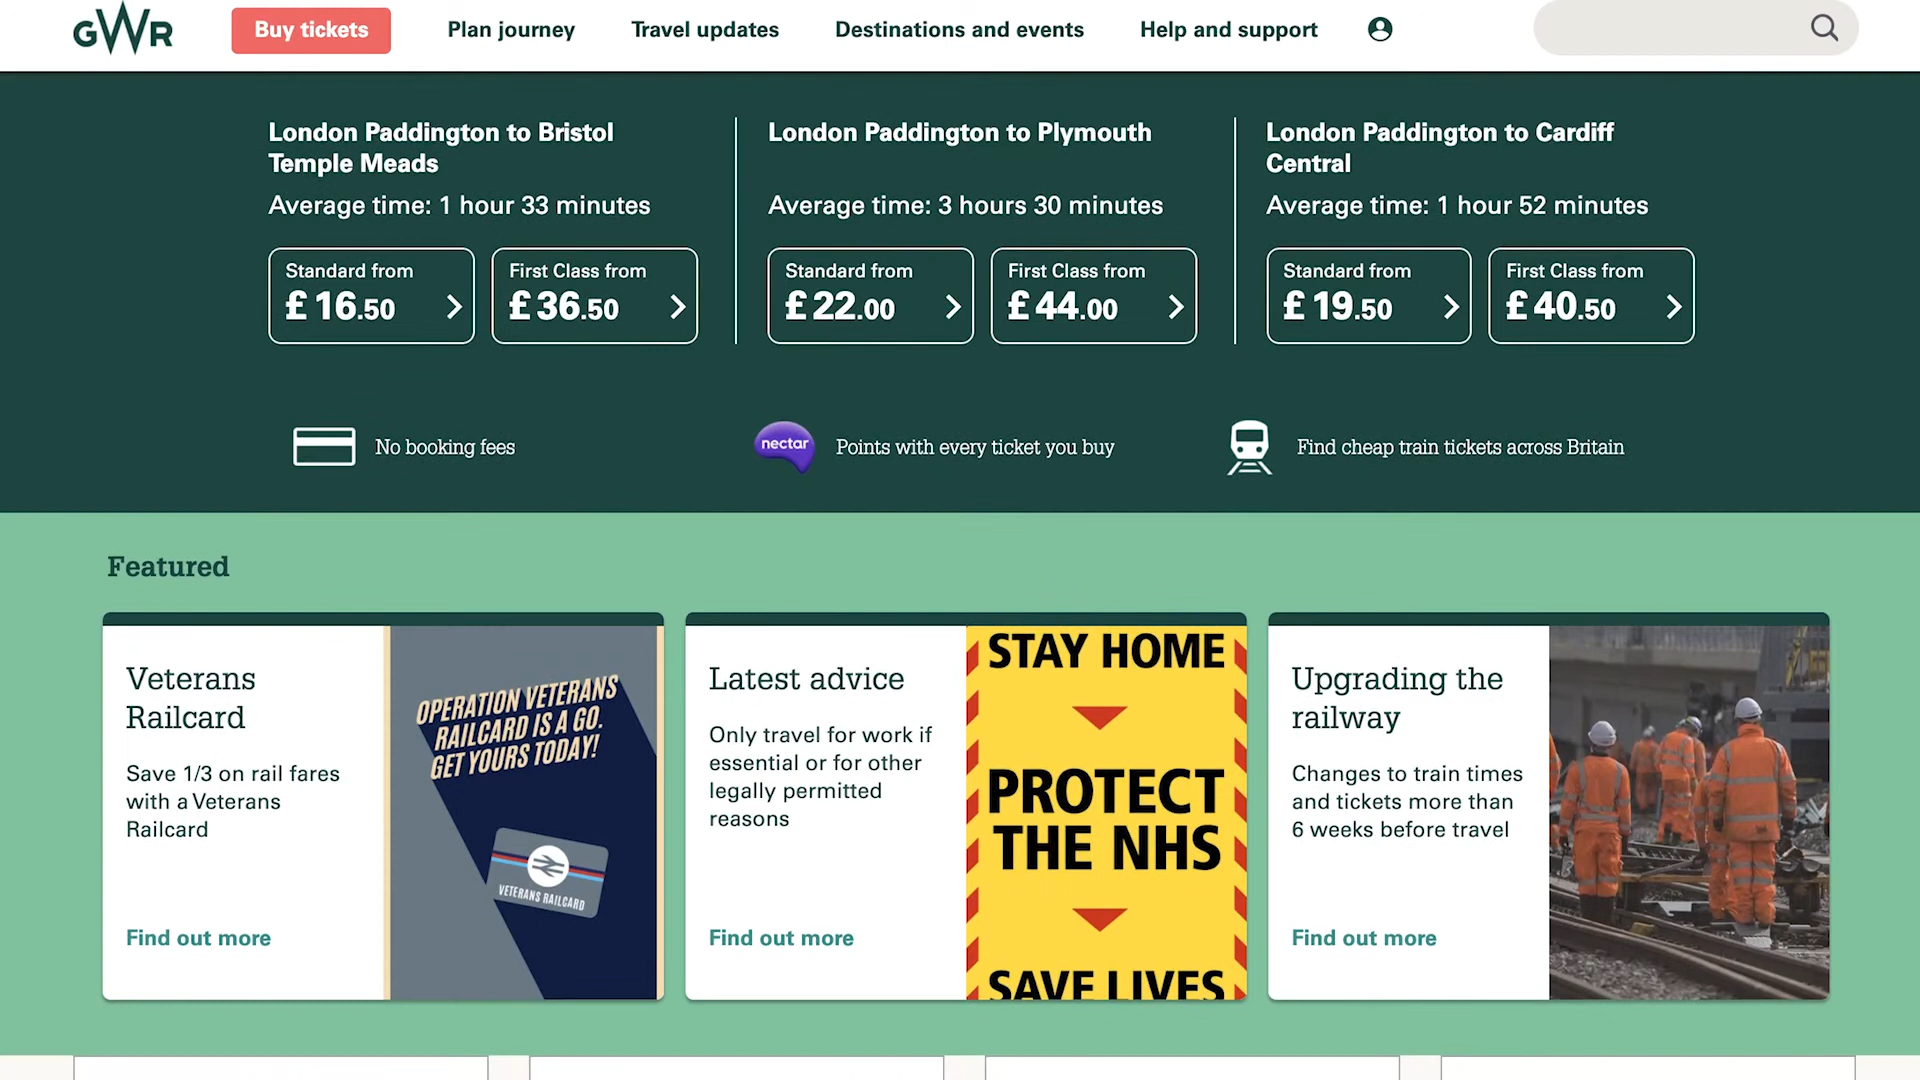 GWR
Buy tickets
Plan journey
Travel updates
Destinations and events
Help and support
London Paddington to Bristol
Temple Meads
Average time: 1 hour 33 minutes
Standard from
£16.50
First Class from
£36.50
London Paddington to Plymouth
Average time: 3 hours 30 minutes
Standard from
£22.00
First Class from
£44.00
London Paddington to Cardiff
Central
Average time: 1 hour 52 minutes
Standard from
£19.50
First Class from
£40.50
No booking fees
nectar
Points with every ticket you buy
Find cheap train tickets across Britain
Featured
Veterans
Railcard
Save 1/3 on rail fares
with a Veterans
Railcard
Find out more
OPERATION VETERANS
RAILCARD IS A GO.
GET YOURS TODAY!
VETERANS RAILCARD
Latest advice
Only travel for work if
essential or for other
legally permitted
reasons
Find out more
STAY HOME
PROTECT
THE NHS
SAVE LIVES
Upgrading the
railway
Changes to train times
and tickets more than
6 weeks before travel
Find out more